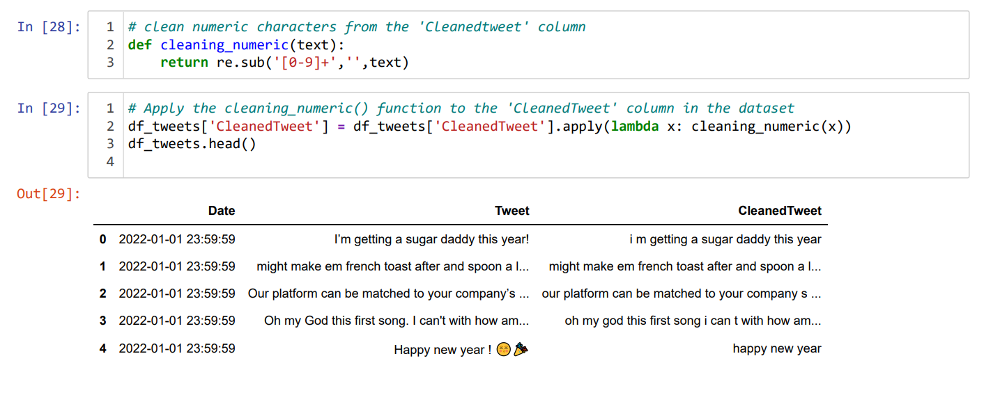 In [28]:
1 # clean numeric characters from the 'Cleanedtweet' column
2 def cleaning_numeric(text):
3     return re.sub('[0-9]+','',text)
In [29]:
1 # Apply the cleaning_numeric() function to the 'CleanedTweet' column in the dataset
2 df_tweets['CleanedTweet'] = df_tweets['CleanedTweet'].apply(lambda x: cleaning_numeric(x))
3 df_tweets.head()
4
Out[29]:
Date Tweet CleanedTweet
0 2022-01-01 23:59:59 I’m getting a sugar daddy this year! i m getting a sugar daddy this year
1 2022-01-01 23:59:59 might make em french toast after and spoon a l... might make em french toast after and spoon a l...
2 2022-01-01 23:59:59 Our platform can be matched to your company’s ... our platform can be matched to your company s ...
3 2022-01-01 23:59:59 Oh my God this first song. I can't with how am... oh my god this first song i can t with how am...
4 2022-01-01 23:59:59 Happy new year ! 😁🎉 happy new year